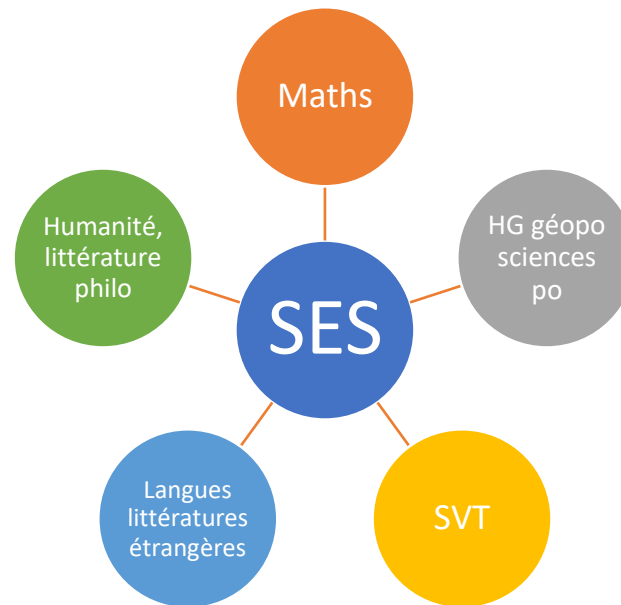 Maths
Humanité,
littérature
philo
HG géopo
sciences
po
SES
Langues
littératures
étrangères
SVT